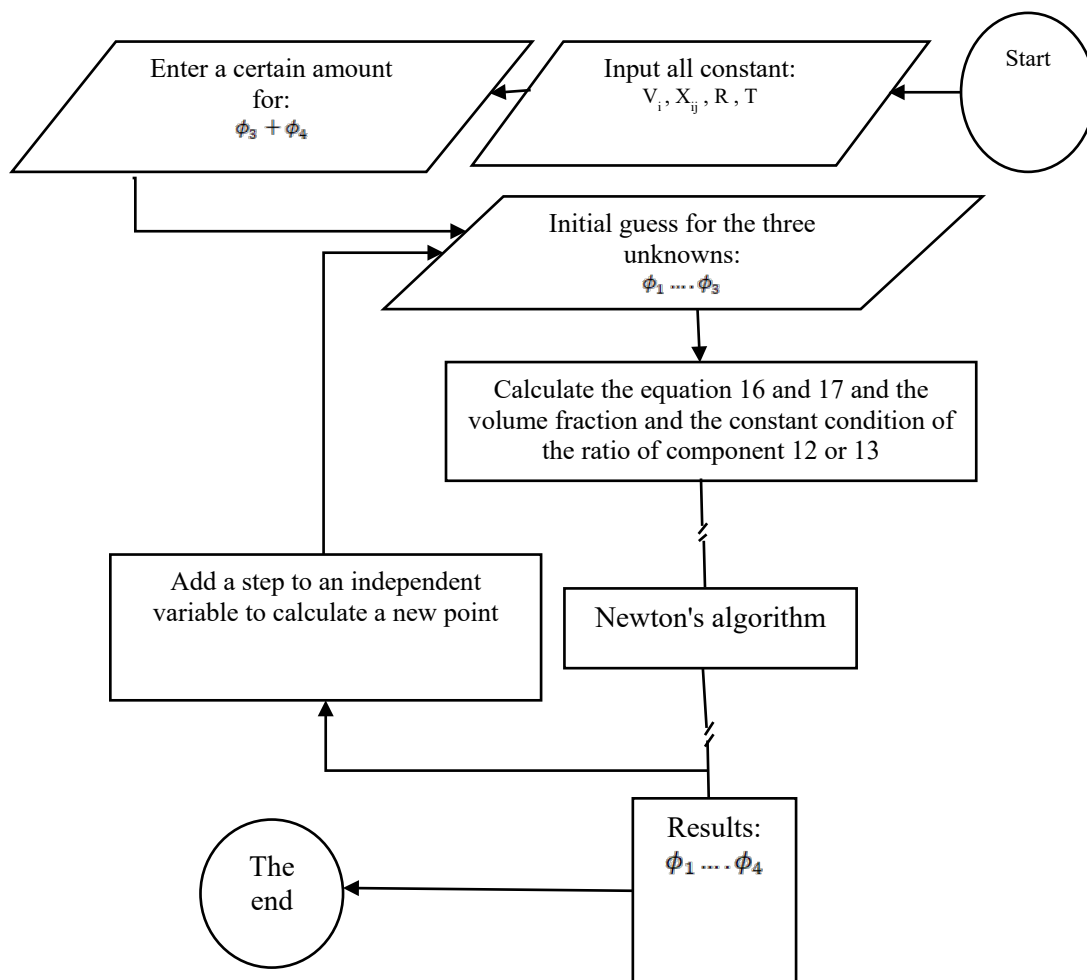 Start
Input all constant:
V_i , X_ij , R , T
Enter a certain amount
for:
ϕ₃ + ϕ₄
Initial guess for the three
unknowns:
ϕ₁ .... ϕ₃
Calculate the equation 16 and 17 and the
volume fraction and the constant condition of
the ratio of component 12 or 13
Newton's algorithm
Add a step to an independent
variable to calculate a new point
Results:
ϕ₁ .... ϕ₄
The
end